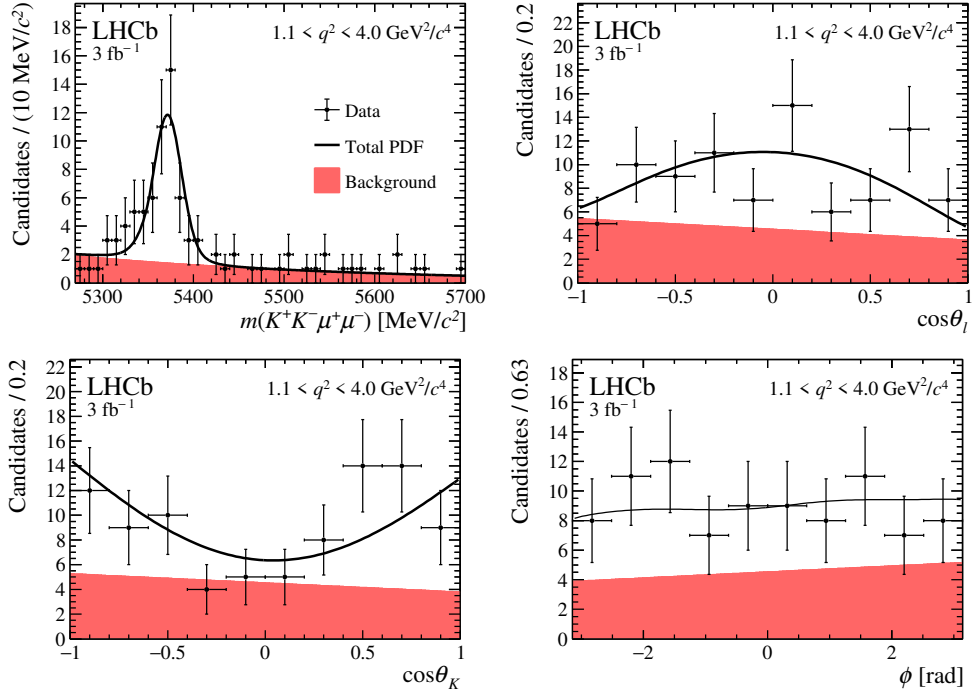 LHCb
3 fb⁻¹
1.1 < q² < 4.0 GeV²/c⁴
Data
Total PDF
Background
Candidates / (10 MeV/c²)
0 2 4 6 8 10 12 14 16 18
5300 5400 5500 5600 5700
m(K⁺K⁻μ⁺μ⁻) [MeV/c²]
LHCb
3 fb⁻¹
1.1 < q² < 4.0 GeV²/c⁴
Candidates / 0.2
0 2 4 6 8 10 12 14 16 18 20 22
−1 −0.5 0 0.5 1
cosθ_l
LHCb
3 fb⁻¹
1.1 < q² < 4.0 GeV²/c⁴
Candidates / 0.2
0 2 4 6 8 10 12 14 16 18 20 22
−1 −0.5 0 0.5 1
cosθ_K
LHCb
3 fb⁻¹
1.1 < q² < 4.0 GeV²/c⁴
Candidates / 0.63
0 2 4 6 8 10 12 14 16 18
−2 0 2
ϕ [rad]